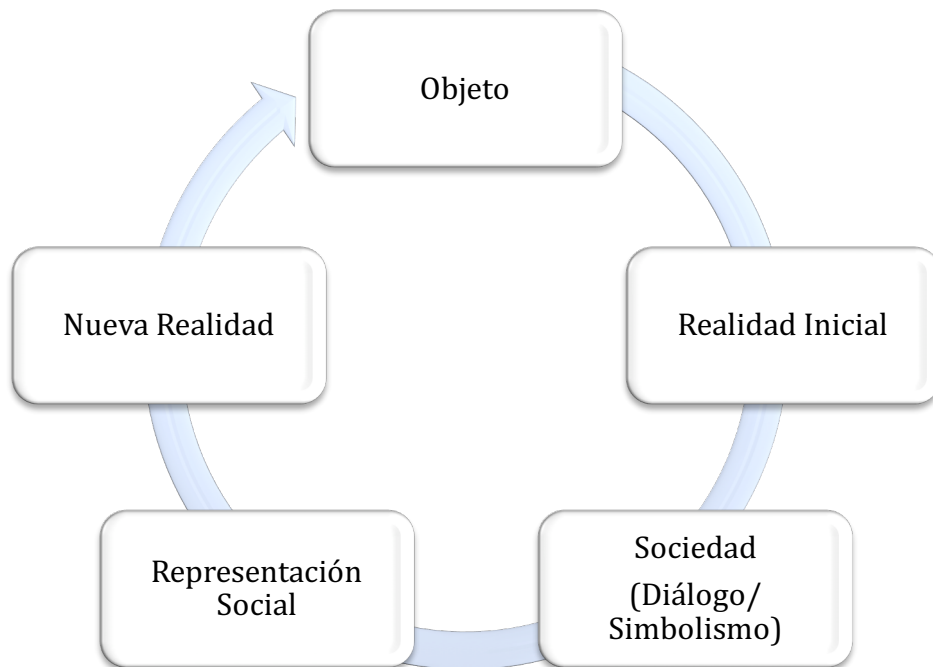 Objeto
Realidad Inicial
Sociedad
(Diálogo/
Simbolismo)
Representación
Social
Nueva Realidad